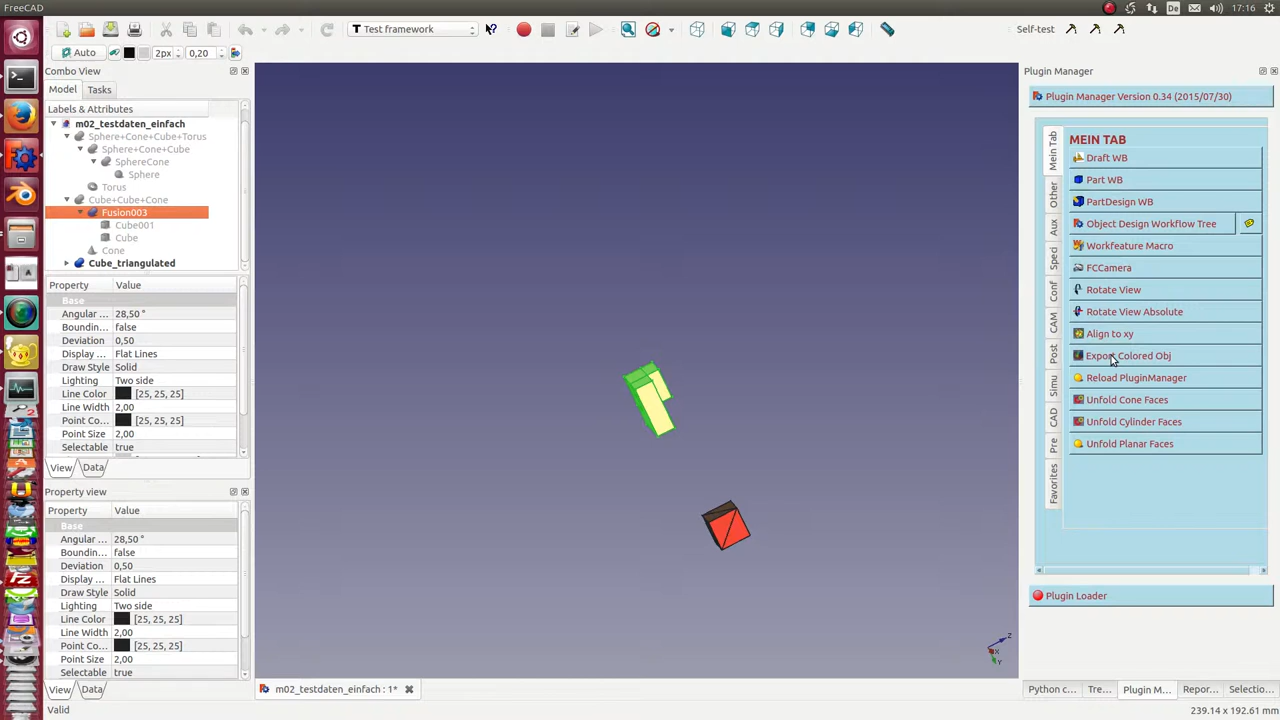 FreeCAD
De
17:16
Test framework
Self-test
Auto
2px
0,20
Combo View
Model
Tasks
Labels & Attributes
m02_testdaten_einfach
Sphere+Cone+Cube+Torus
Sphere+Cone+Cube
SphereCone
Sphere
Torus
Cube+Cube+Cone
Fusion003
Cube001
Cube
Cone
Cube_triangulated
Property Value
Base
Angular ... 28,50 °
Boundin... false
Deviation 0,50
Display ... Flat Lines
Draw Style Solid
Lighting Two side
Line Color [25, 25, 25]
Line Width 2,00
Point Co... [25, 25, 25]
Point Size 2,00
Selectable true
View Data
Property view
Property Value
Base
Angular ... 28,50 °
Boundin... false
Deviation 0,50
Display ... Flat Lines
Draw Style Solid
Lighting Two side
Line Color [25, 25, 25]
Line Width 2,00
Point Co... [25, 25, 25]
Point Size 2,00
Selectable true
View Data
Valid
m02_testdaten_einfach : 1*
Z
X
Y
Plugin Manager
Plugin Manager Version 0.34 (2015/07/30)
Mein Tab
Other
Aux
Sped
Conf
CAM
Post
Simu
CAD
Pre
Favorites
MEIN TAB
Draft WB
Part WB
PartDesign WB
Object Design Workflow Tree
Workfeature Macro
FCCamera
Rotate View
Rotate View Absolute
Align to xy
Export Colored Obj
Reload PluginManager
Unfold Cone Faces
Unfold Cylinder Faces
Unfold Planar Faces
Plugin Loader
Python c...
Tre...
Plugin M...
Repor...
Selectio...
239.14 x 192.61 mm